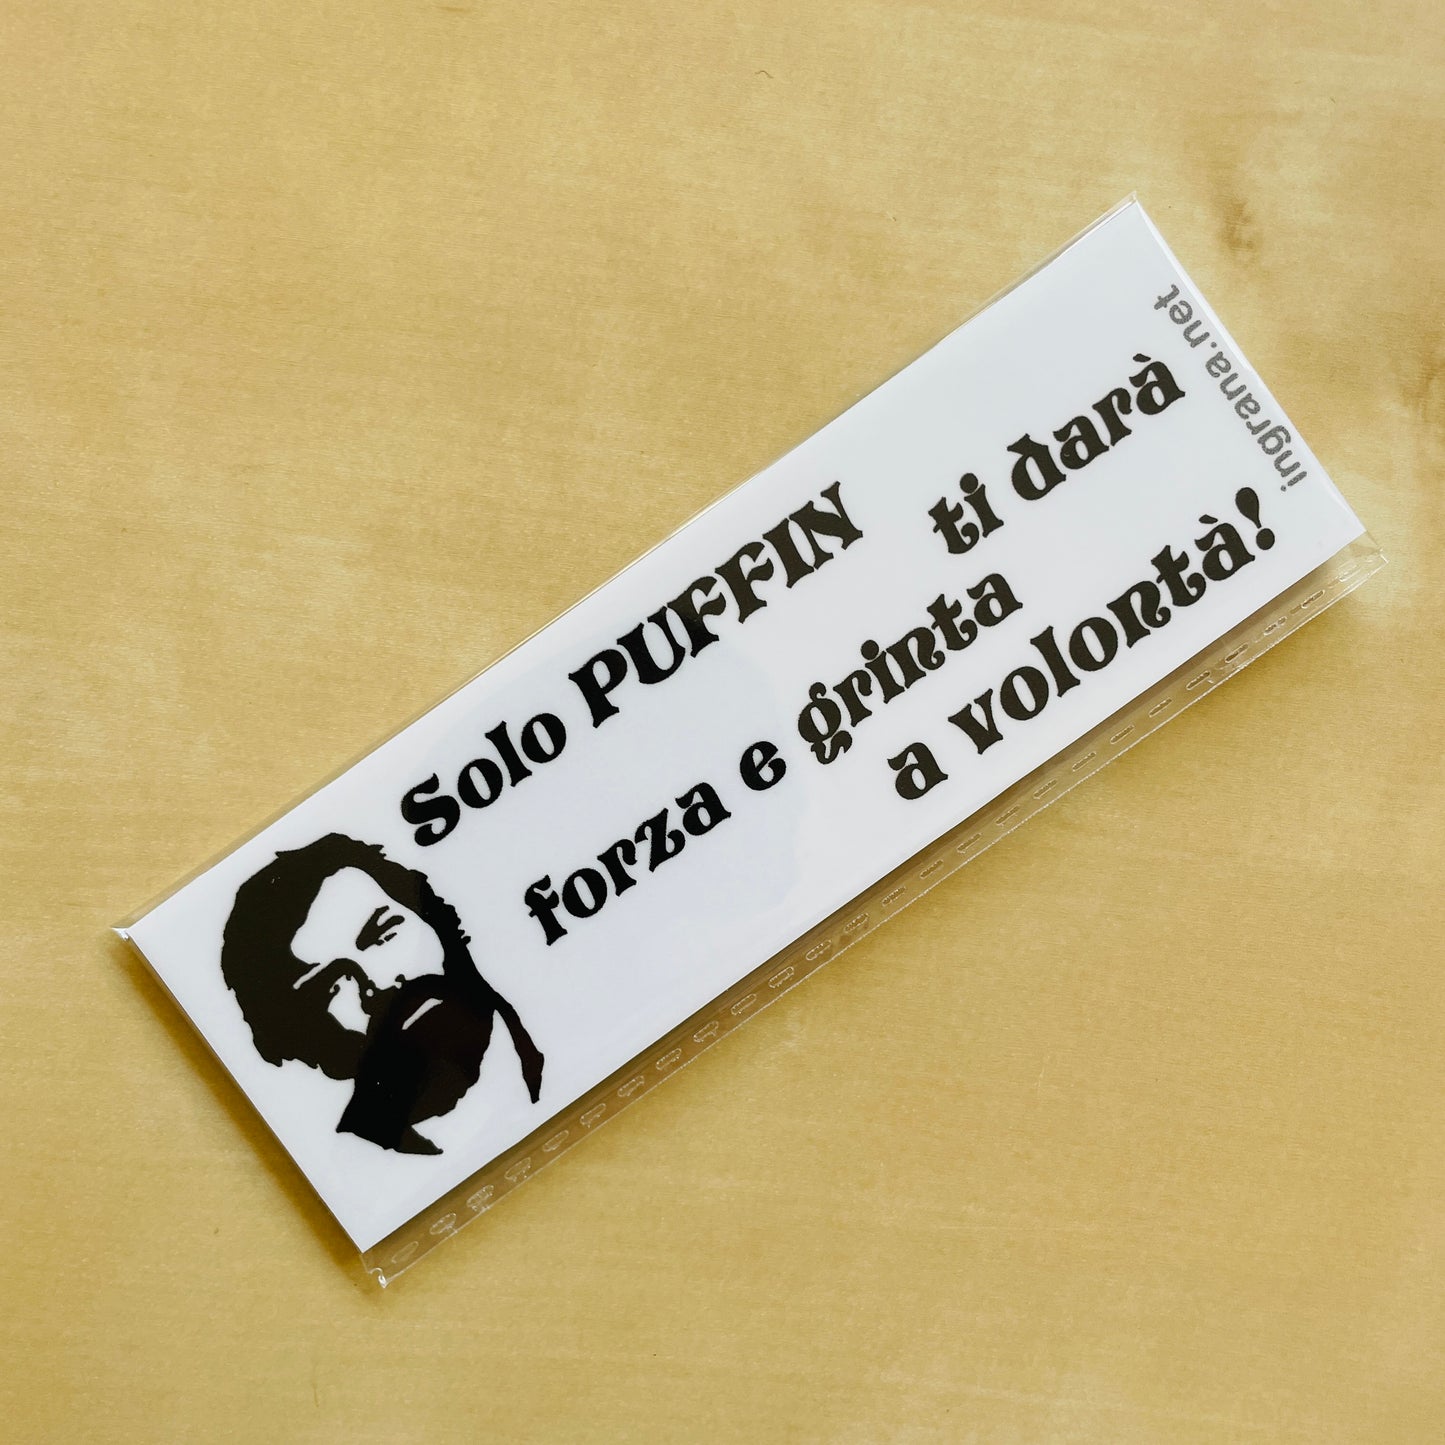 Solo PUFFIN
ti darà
forza e grinta
a volontà!
ingrana.net